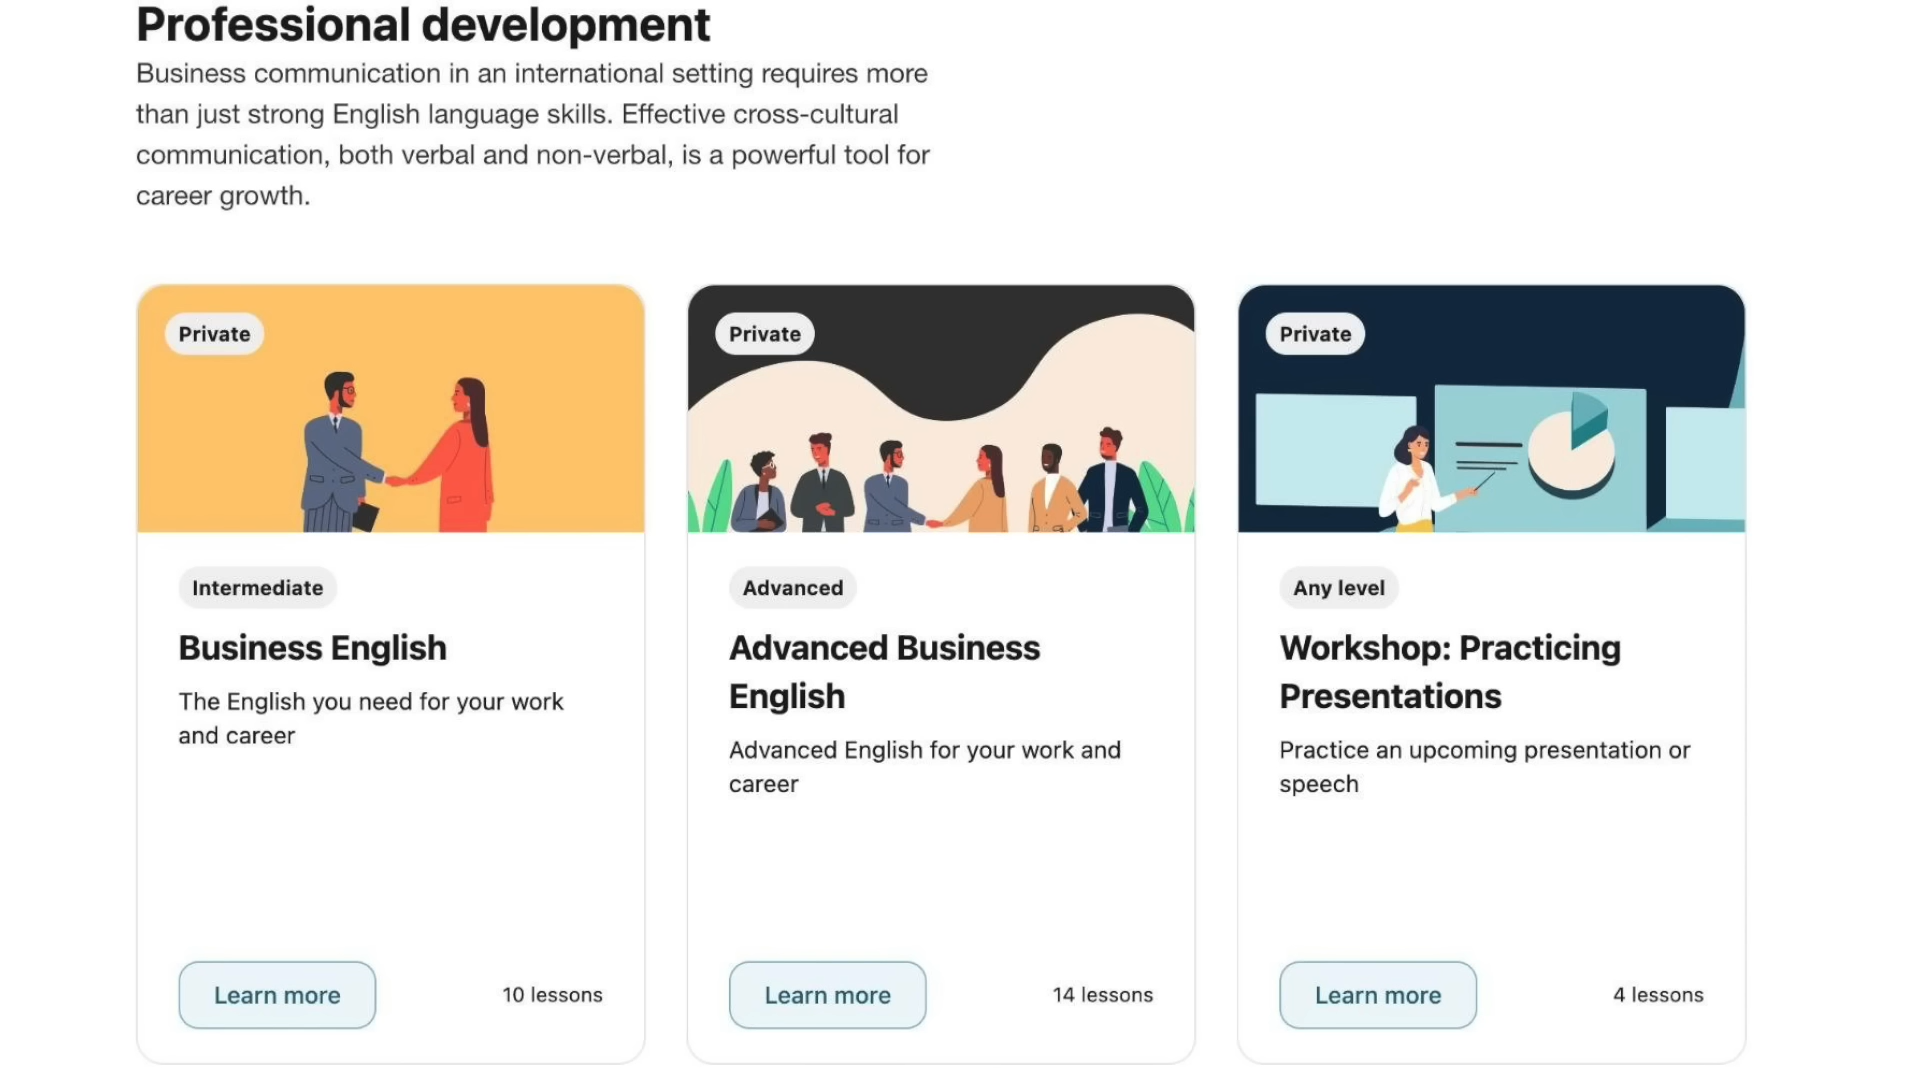 Professional development
Business communication in an international setting requires more
than just strong English language skills. Effective cross-cultural
communication, both verbal and non-verbal, is a powerful tool for
career growth.
Private
Intermediate
Business English
The English you need for your work
and career
Learn more
10 lessons
Private
Advanced
Advanced Business
English
Advanced English for your work and
career
Learn more
14 lessons
Private
Any level
Workshop: Practicing
Presentations
Practice an upcoming presentation or
speech
Learn more
4 lessons